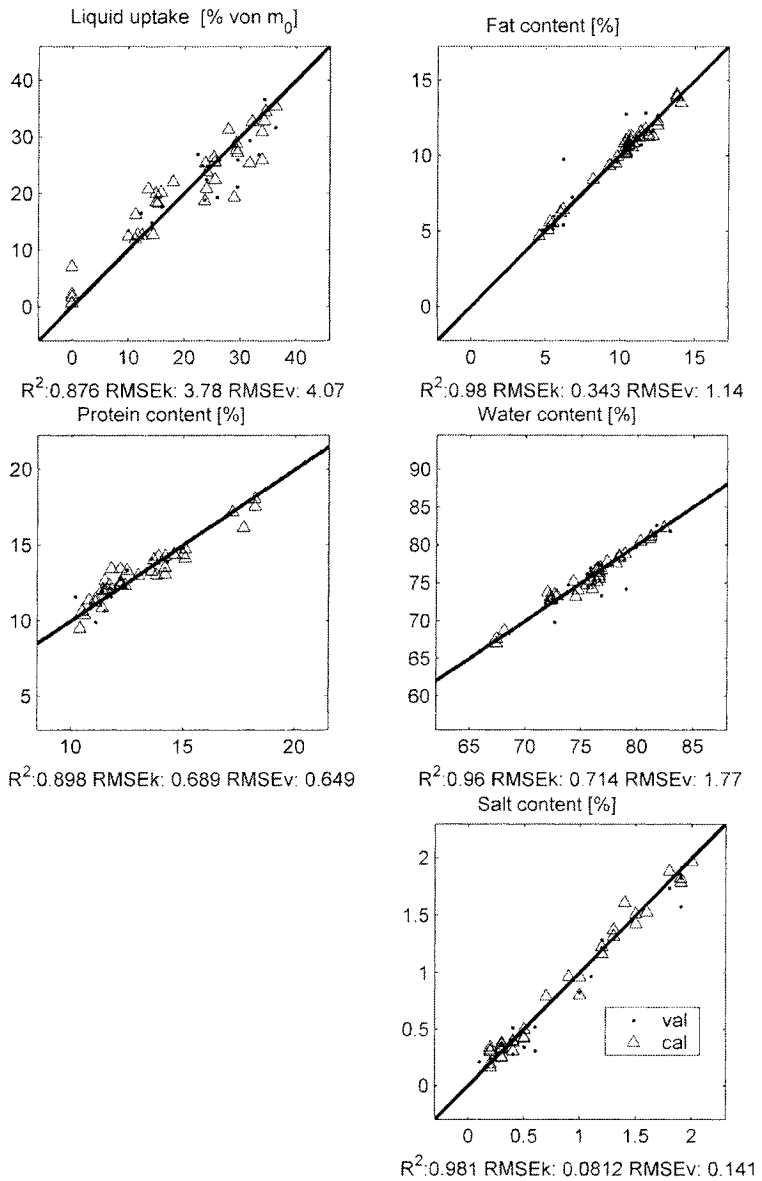 Liquid uptake [% von m0]
40
30
20
10
0
0 10 20 30 40
R2:0.876 RMSEk: 3.78 RMSEv: 4.07
Fat content [%]
15
10
5
0
0 5 10 15
R2:0.98 RMSEk: 0.343 RMSEv: 1.14
Protein content [%]
20
15
10
5
10 15 20
R2:0.898 RMSEk: 0.689 RMSEv: 0.649
Water content [%]
90
85
80
75
70
65
60
65 70 75 80 85
R2:0.96 RMSEk: 0.714 RMSEv: 1.77
Salt content [%]
2
1.5
1
0.5
0
val
cal
0 0.5 1 1.5 2
R2:0.981 RMSEk: 0.0812 RMSEv: 0.141